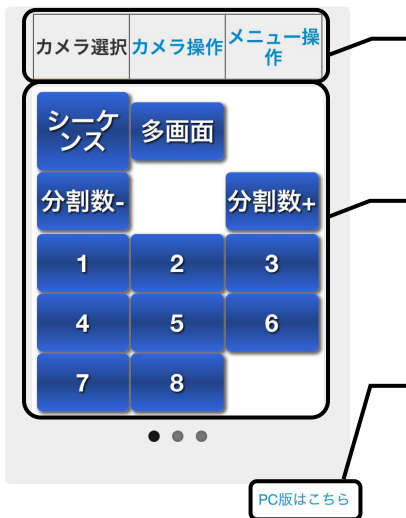 カメラ選択 カメラ操作 メニュー操
作
シーケ
ンス 多画面
分割数- 分割数+
1 2 3
4 5 6
7 8
PC版はこちら